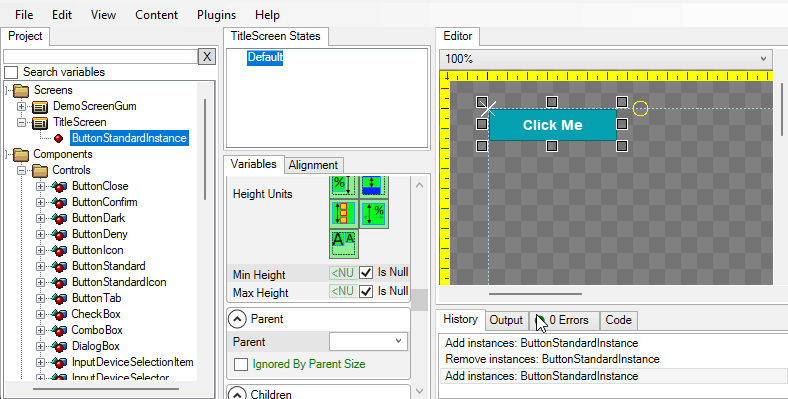 File Edit View Content Plugins Help
Project
X
Search variables
Screens
DemoScreenGum
TitleScreen
ButtonStandardInstance
Components
Controls
ButtonClose
ButtonConfirm
ButtonDark
ButtonDeny
ButtonIcon
ButtonStandard
ButtonStandardIcon
ButtonTab
CheckBox
ComboBox
DialogBox
InputDeviceSelectionItem
InputDeviceSelector
TitleScreen States
Default
Variables Alignment
Height Units
%
%
A A
Min Height <NU Is Null
Max Height <NU Is Null
Parent
Parent
Ignored By Parent Size
Children
Editor
100%
Click Me
History Output 0 Errors Code
Add instances: ButtonStandardInstance
Remove instances: ButtonStandardInstance
Add instances: ButtonStandardInstance